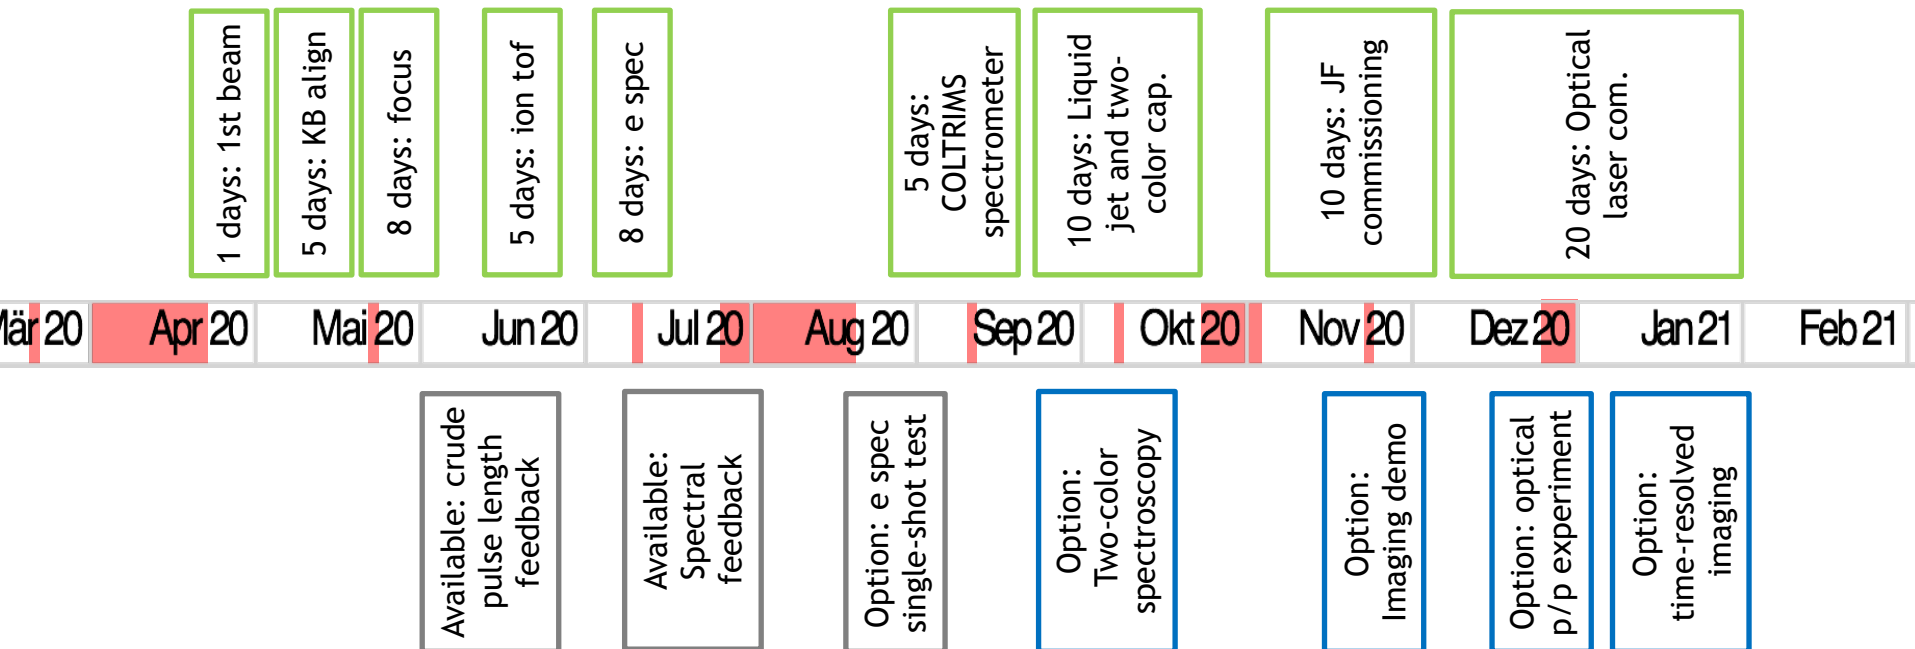 1 days: 1st beam
5 days: KB align
8 days: focus
5 days: ion tof
8 days: e spec
5 days:
COLTRIMS
spectrometer
10 days: Liquid
jet and two-
color cap.
10 days: JF
commissioning
20 days: Optical
laser com.
Mär 20
Apr 20
Mai 20
Jun 20
Jul 20
Aug 20
Sep 20
Okt 20
Nov 20
Dez 20
Jan 21
Feb 21
Available: crude
pulse length
feedback
Available:
Spectral
feedback
Option: e spec
single-shot test
Option:
Two-color
spectroscopy
Option:
Imaging demo
Option: optical
p/p experiment
Option:
time-resolved
imaging